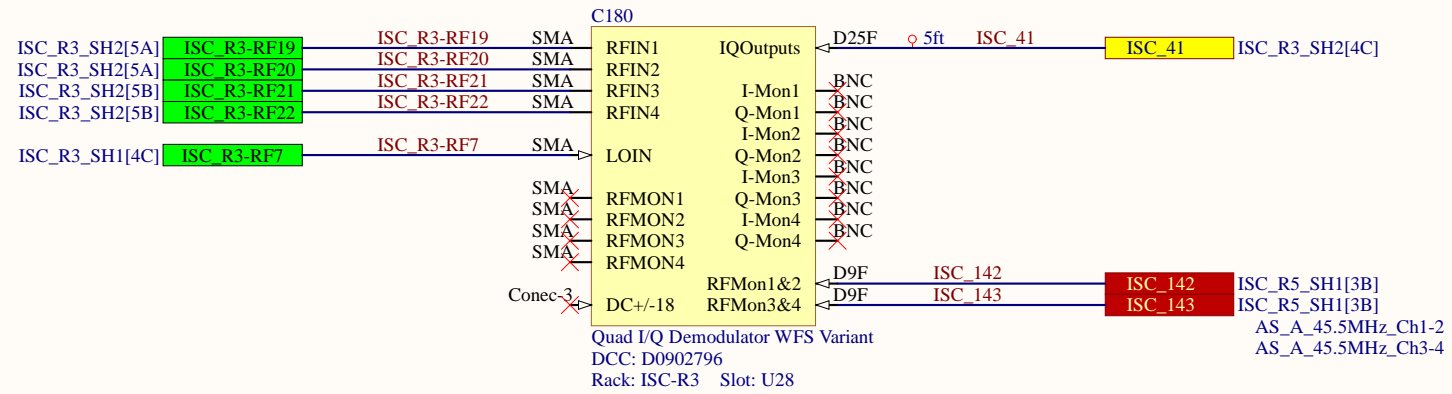 C180
ISC_R3_SH2[5A] ISC_R3-RF19 ISC_R3-RF19 SMA RFIN1 IQOutputs D25F 5ft ISC_41 ISC_41 ISC_R3_SH2[4C]
ISC_R3_SH2[5A] ISC_R3-RF20 ISC_R3-RF20 SMA RFIN2
ISC_R3_SH2[5B] ISC_R3-RF21 ISC_R3-RF21 SMA RFIN3 I-Mon1 BNC
ISC_R3_SH2[5B] ISC_R3-RF22 ISC_R3-RF22 SMA RFIN4 Q-Mon1 BNC
I-Mon2 BNC
ISC_R3_SH1[4C] ISC_R3-RF7 ISC_R3-RF7 SMA LOIN Q-Mon2 BNC
I-Mon3 BNC
SMA RFMON1 Q-Mon3 BNC
SMA RFMON2 I-Mon4 BNC
SMA RFMON3 Q-Mon4 BNC
SMA RFMON4
RFMon1&2 D9F ISC_142 ISC_142 ISC_R5_SH1[3B]
Conec-3 DC+/-18 RFMon3&4 D9F ISC_143 ISC_143 ISC_R5_SH1[3B]
AS_A_45.5MHz_Ch1-2
AS_A_45.5MHz_Ch3-4
Quad I/Q Demodulator WFS Variant
DCC: D0902796
Rack: ISC-R3 Slot: U28